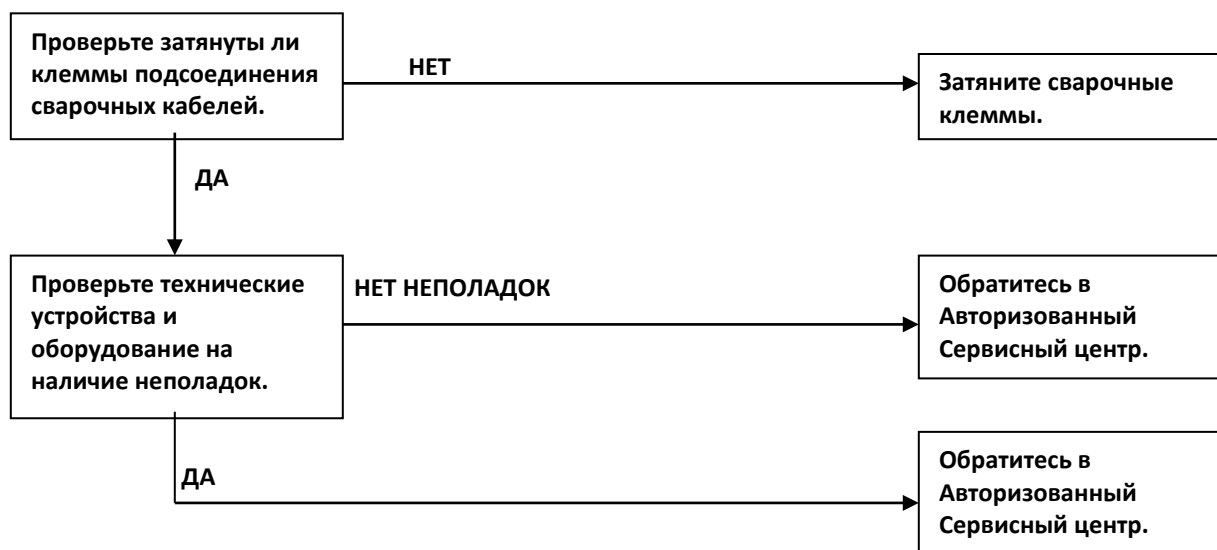 Проверьте затянуты ли
клеммы подсоединения
сварочных кабелей.
НЕТ
Затяните сварочные
клеммы.
ДА
Проверьте технические
устройства и
оборудование на
наличие неполадок.
НЕТ НЕПОЛАДОК
Обратитесь в
Авторизованный
Сервисный центр.
ДА
Обратитесь в
Авторизованный
Сервисный центр.